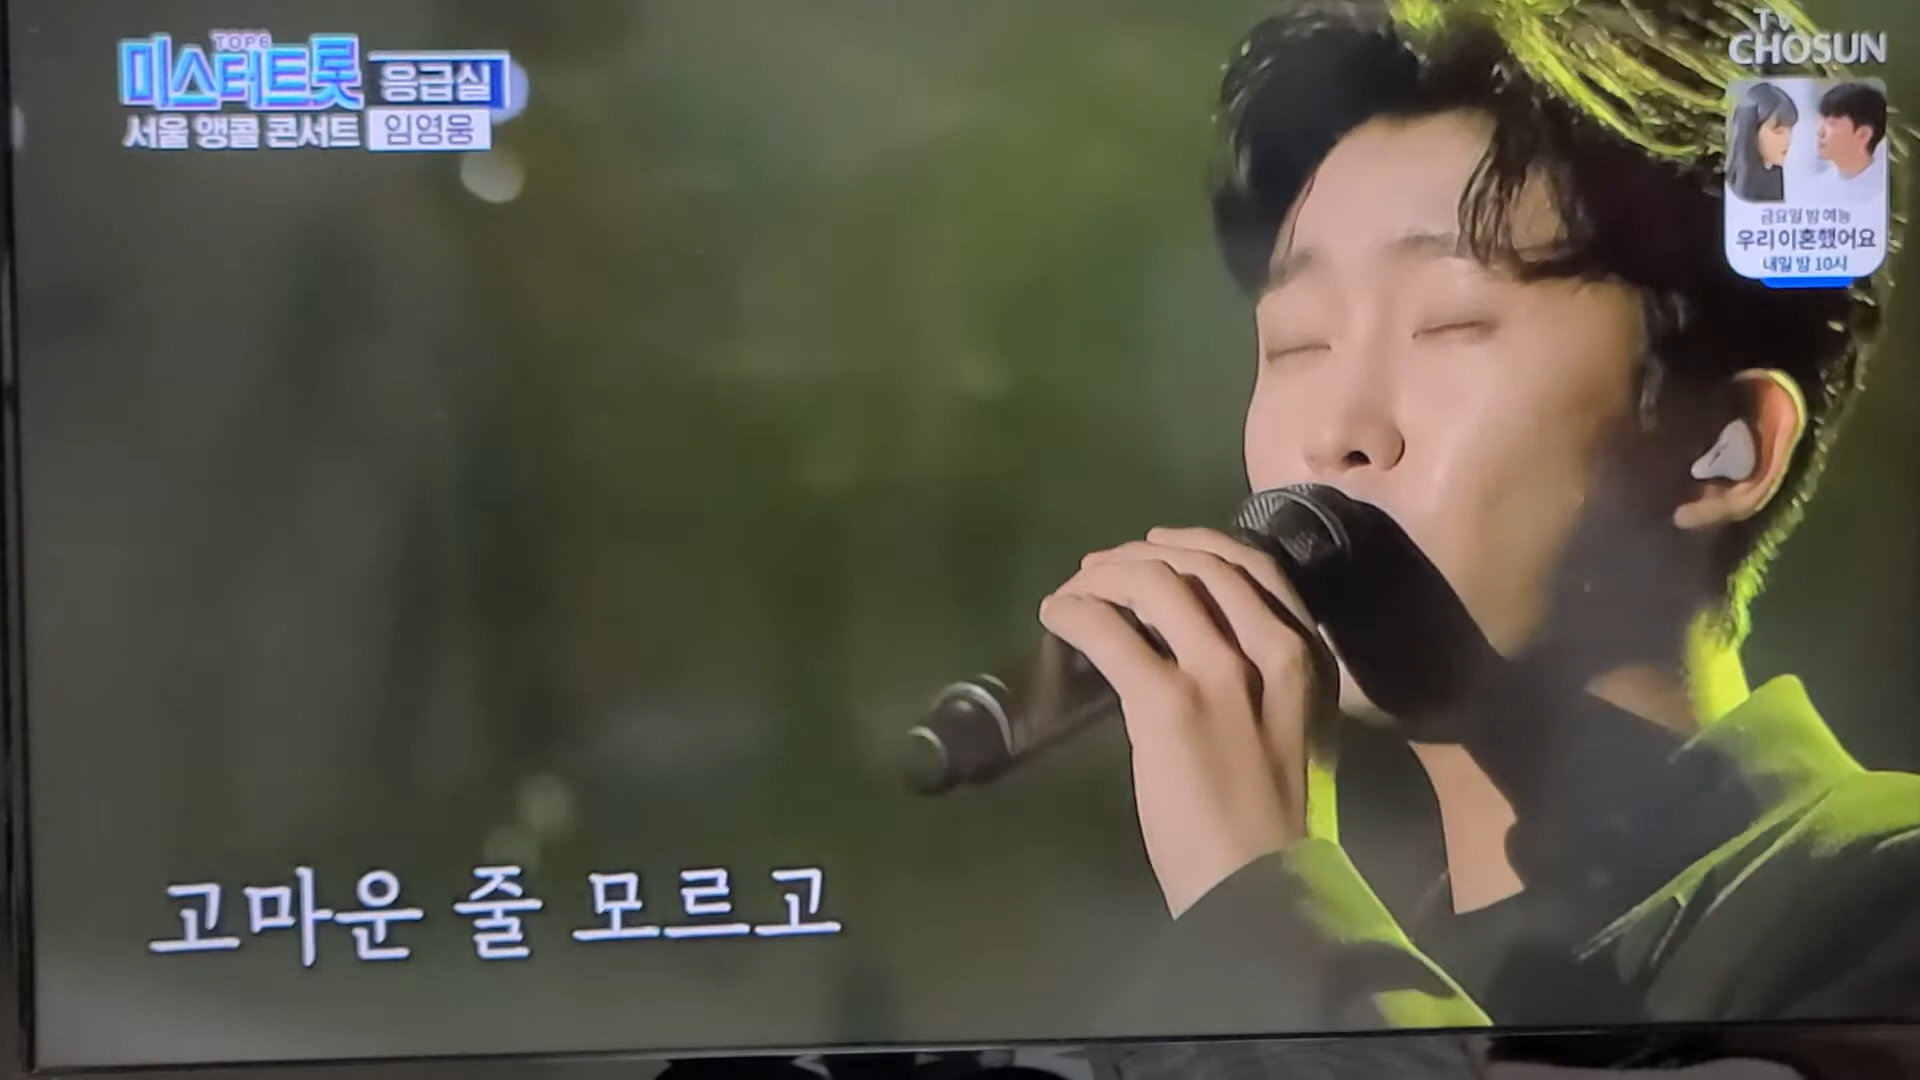 TOP6
미스터트롯 응급실
서울 앵콜 콘서트 임영웅
TV
CHOSUN
금요일 밤 예능
우리 이혼했어요
내일 밤 10시
고마운 줄 모르고